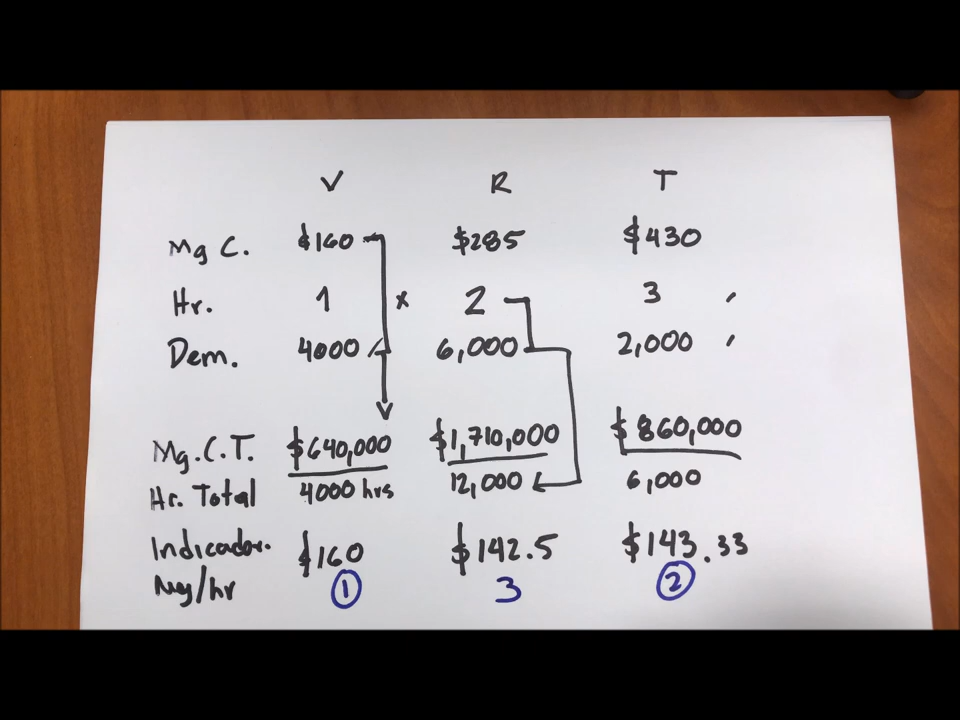 V R T
Mg C. $160 $285 $430
Hr. 1 x 2 3
Dem. 4000 6,000 2,000
Mg.C.T. $640,000 $1,710,000 $860,000
Hr. Total 4000 hrs 12,000 6,000
Indicador. $160 $142.5 $143.33
Mg/hr 1 3 2